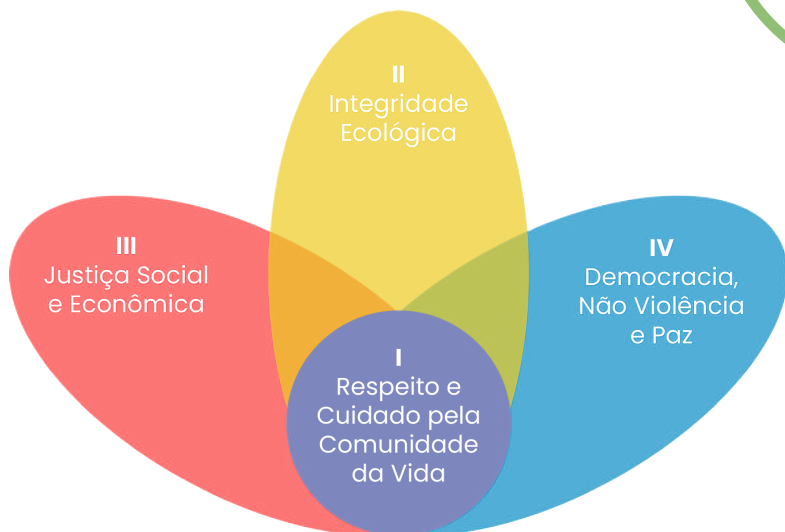 II
Integridade
Ecológica
III
Justiça Social
e Econômica
IV
Democracia,
Não Violência
e Paz
I
Respeito e
Cuidado pela
Comunidade
da Vida